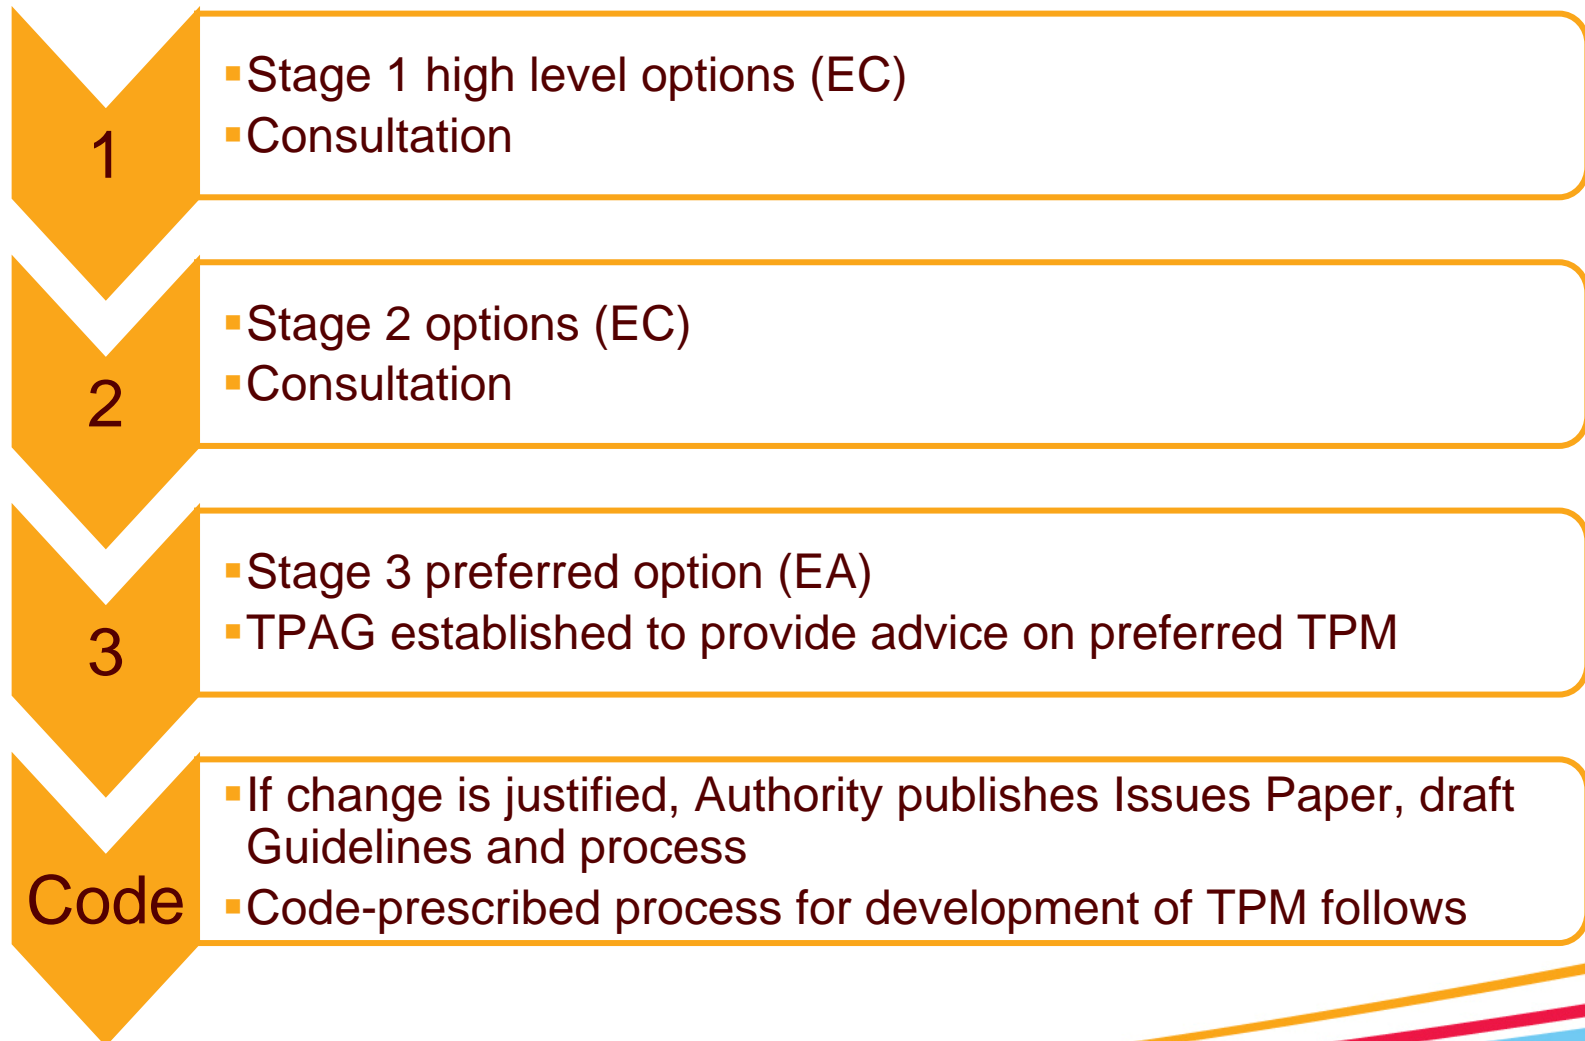 1
▪Stage 1 high level options (EC)
▪Consultation
2
▪Stage 2 options (EC)
▪Consultation
3
▪Stage 3 preferred option (EA)
▪TPAG established to provide advice on preferred TPM
Code
▪If change is justified, Authority publishes Issues Paper, draft
Guidelines and process
▪Code-prescribed process for development of TPM follows